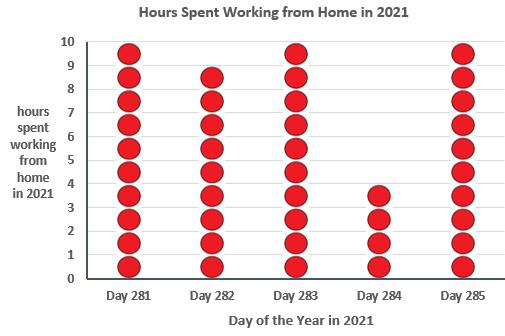 Hours Spent Working from Home in 2021
10
9
8
7
6
5
4
3
2
1
0
hours
spent
working
from
home
in 2021
Day 281 Day 282 Day 283 Day 284 Day 285
Day of the Year in 2021